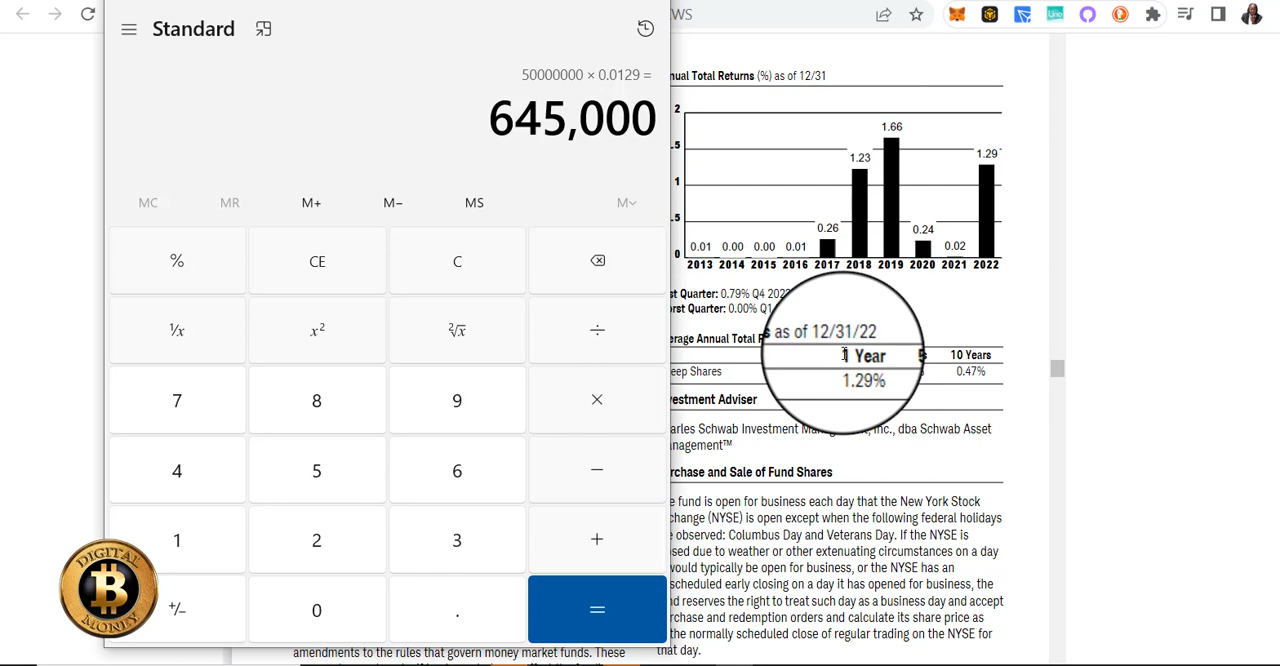 WS
Standard
50000000 × 0.0129 =
645,000
MC MR M+ M− MS M
% CE C
¹/x x² ²√x ÷
7 8 9 ×
4 5 6 −
1 2 3 +
+/− 0 . =
DIGITAL
B
MONEY
nual Total Returns (%) as of 12/31
2
.5
1
.5
0
0.01 0.00 0.00 0.01 0.26 1.23 1.66 0.24 0.02 1.29
2013 2014 2015 2016 2017 2018 2019 2020 2021 2022
st Quarter: 0.79% Q4 202
orst Quarter: 0.00% Q1
erage Annual Total R
s as of 12/31/22
1 Year 5 s 10 Years
eep Shares 1.29% 0.47%
vestment Adviser
arles Schwab Investment Manag Inc., dba Schwab Asset
anagement™
rchase and Sale of Fund Shares
e fund is open for business each day that the New York Stock
change (NYSE) is open except when the following federal holidays
e observed: Columbus Day and Veterans Day. If the NYSE is
sed due to weather or other extenuating circumstances on a day
would typically be open for business, or the NYSE has an
scheduled early closing on a day it has opened for business, the
nd reserves the right to treat such day as a business day and accept
rchase and redemption orders and calculate its share price as
the normally scheduled close of regular trading on the NYSE for
that day.
amendments to the rules that govern money market funds. These